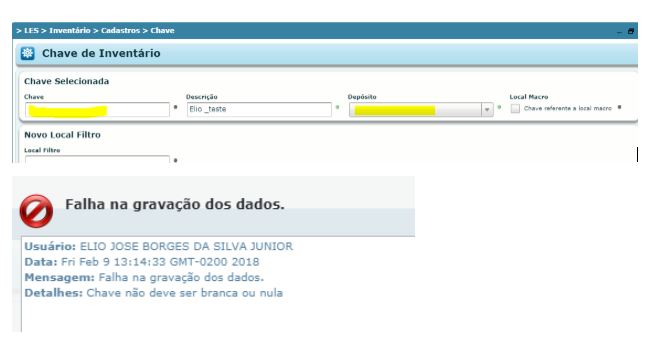 > LES > Inventário > Cadastros > Chave
Chave de Inventário
Chave Selecionada
Chave Descrição Depósito Local Macro
Elio _teste Chave referente a local macro
Novo Local Filtro
Local Filtro
Falha na gravação dos dados.
Usuário: ELIO JOSE BORGES DA SILVA JUNIOR
Data: Fri Feb 9 13:14:33 GMT-0200 2018
Mensagem: Falha na gravação dos dados.
Detalhes: Chave não deve ser branca ou nula